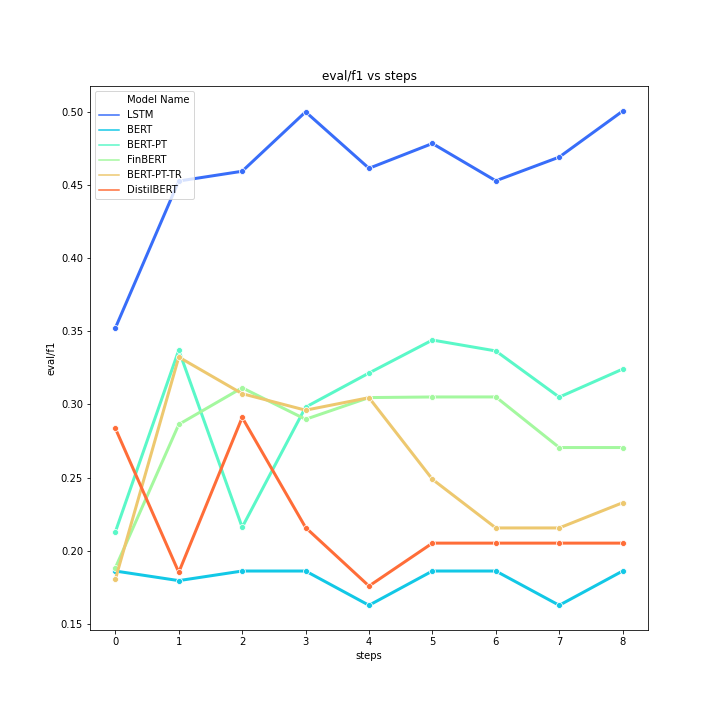 eval/f1 vs steps
Model Name
LSTM
BERT
BERT-PT
FinBERT
BERT-PT-TR
DistilBERT
0.50
0.45
0.40
0.35
0.30
0.25
0.20
0.15
eval/f1
0 1 2 3 4 5 6 7 8
steps